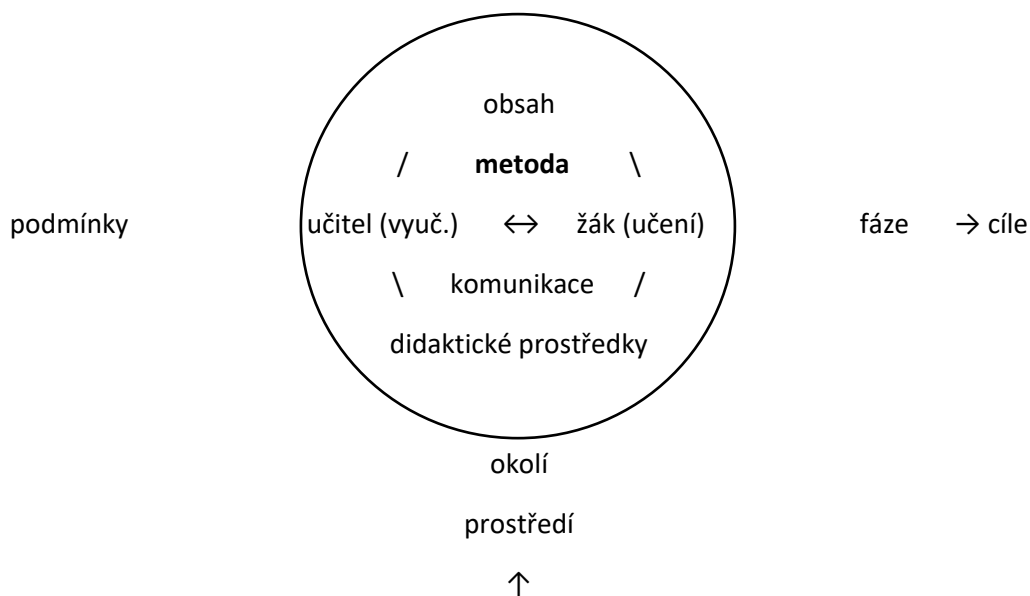 obsah
/ metoda \
podmínky učitel (vyuč.) ↔ žák (učení) fáze → cíle
\ komunikace /
didaktické prostředky
okolí
prostředí
↑